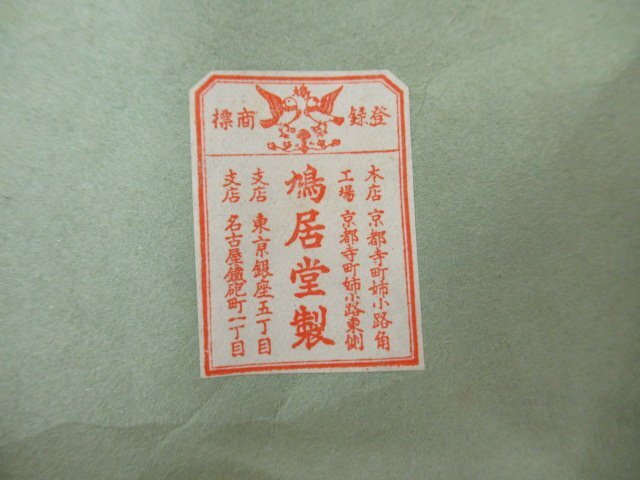 登録商標
鳩
本店 京都寺町姉小路角
工場 京都寺町姉小路東側
鳩居堂製
支店 東京銀座五丁目
支店 名古屋鐵砲町一丁目